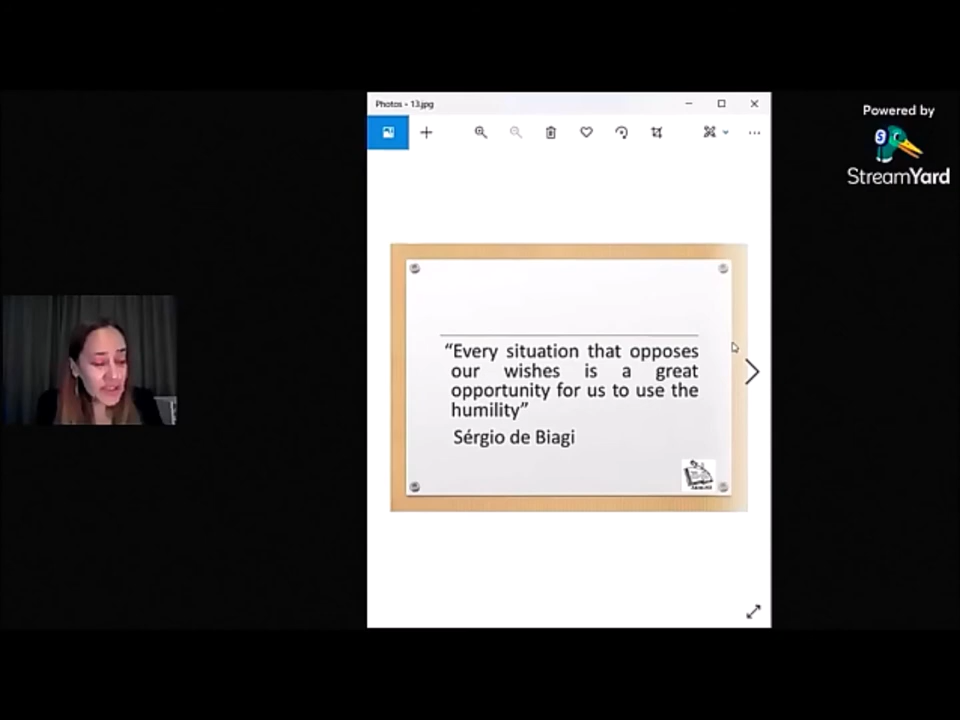 Photos - 13.jpg
Powered by
StreamYard
“Every situation that opposes
our wishes is a great
opportunity for us to use the
humility”
Sérgio de Biagi